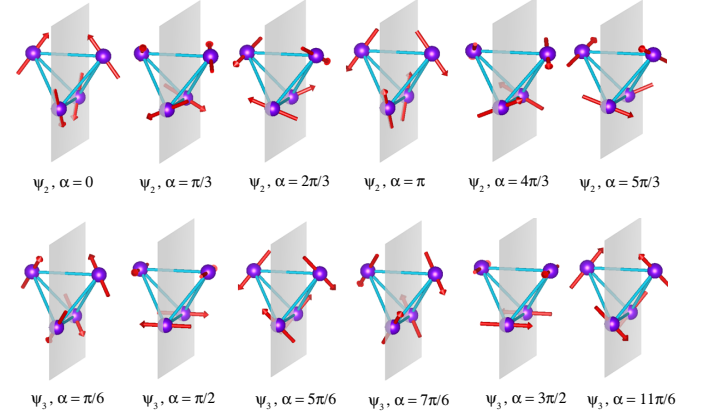 ψ₂, α = 0
ψ₂, α = π/3
ψ₂, α = 2π/3
ψ₂, α = π
ψ₂, α = 4π/3
ψ₂, α = 5π/3
ψ₃, α = π/6
ψ₃, α = π/2
ψ₃, α = 5π/6
ψ₃, α = 7π/6
ψ₃, α = 3π/2
ψ₃, α = 11π/6